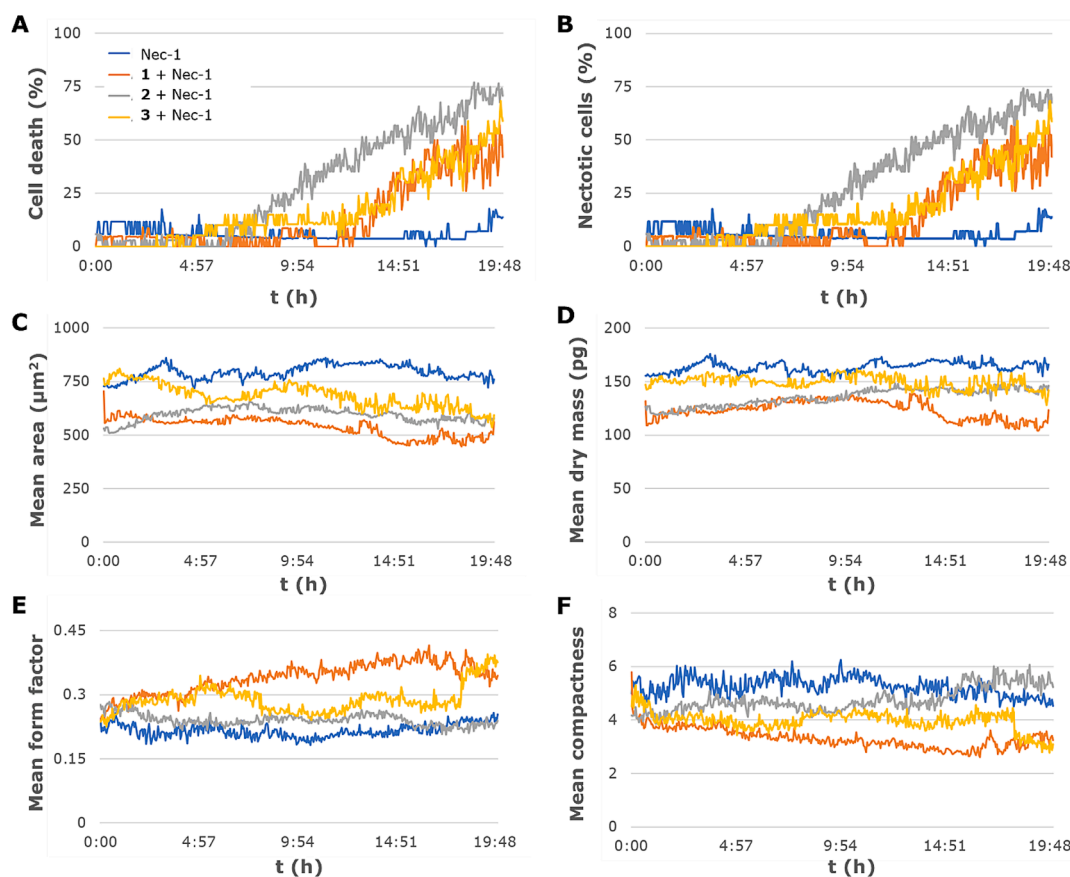 A
Cell death (%)
100
75
50
25
0
Nec-1
1 + Nec-1
2 + Nec-1
3 + Nec-1
0:00 4:57 9:54 14:51 19:48
t (h)
B
Nectotic cells (%)
100
75
50
25
0
0:00 4:57 9:54 14:51 19:48
t (h)
C
Mean area (µm²)
1000
750
500
250
0
0:00 4:57 9:54 14:51 19:48
t (h)
D
Mean dry mass (pg)
200
150
100
50
0
0:00 4:57 9:54 14:51 19:48
t (h)
E
Mean form factor
0.45
0.3
0.15
0
0:00 4:57 9:54 14:51 19:48
t (h)
F
Mean compactness
8
6
4
2
0
0:00 4:57 9:54 14:51 19:48
t (h)